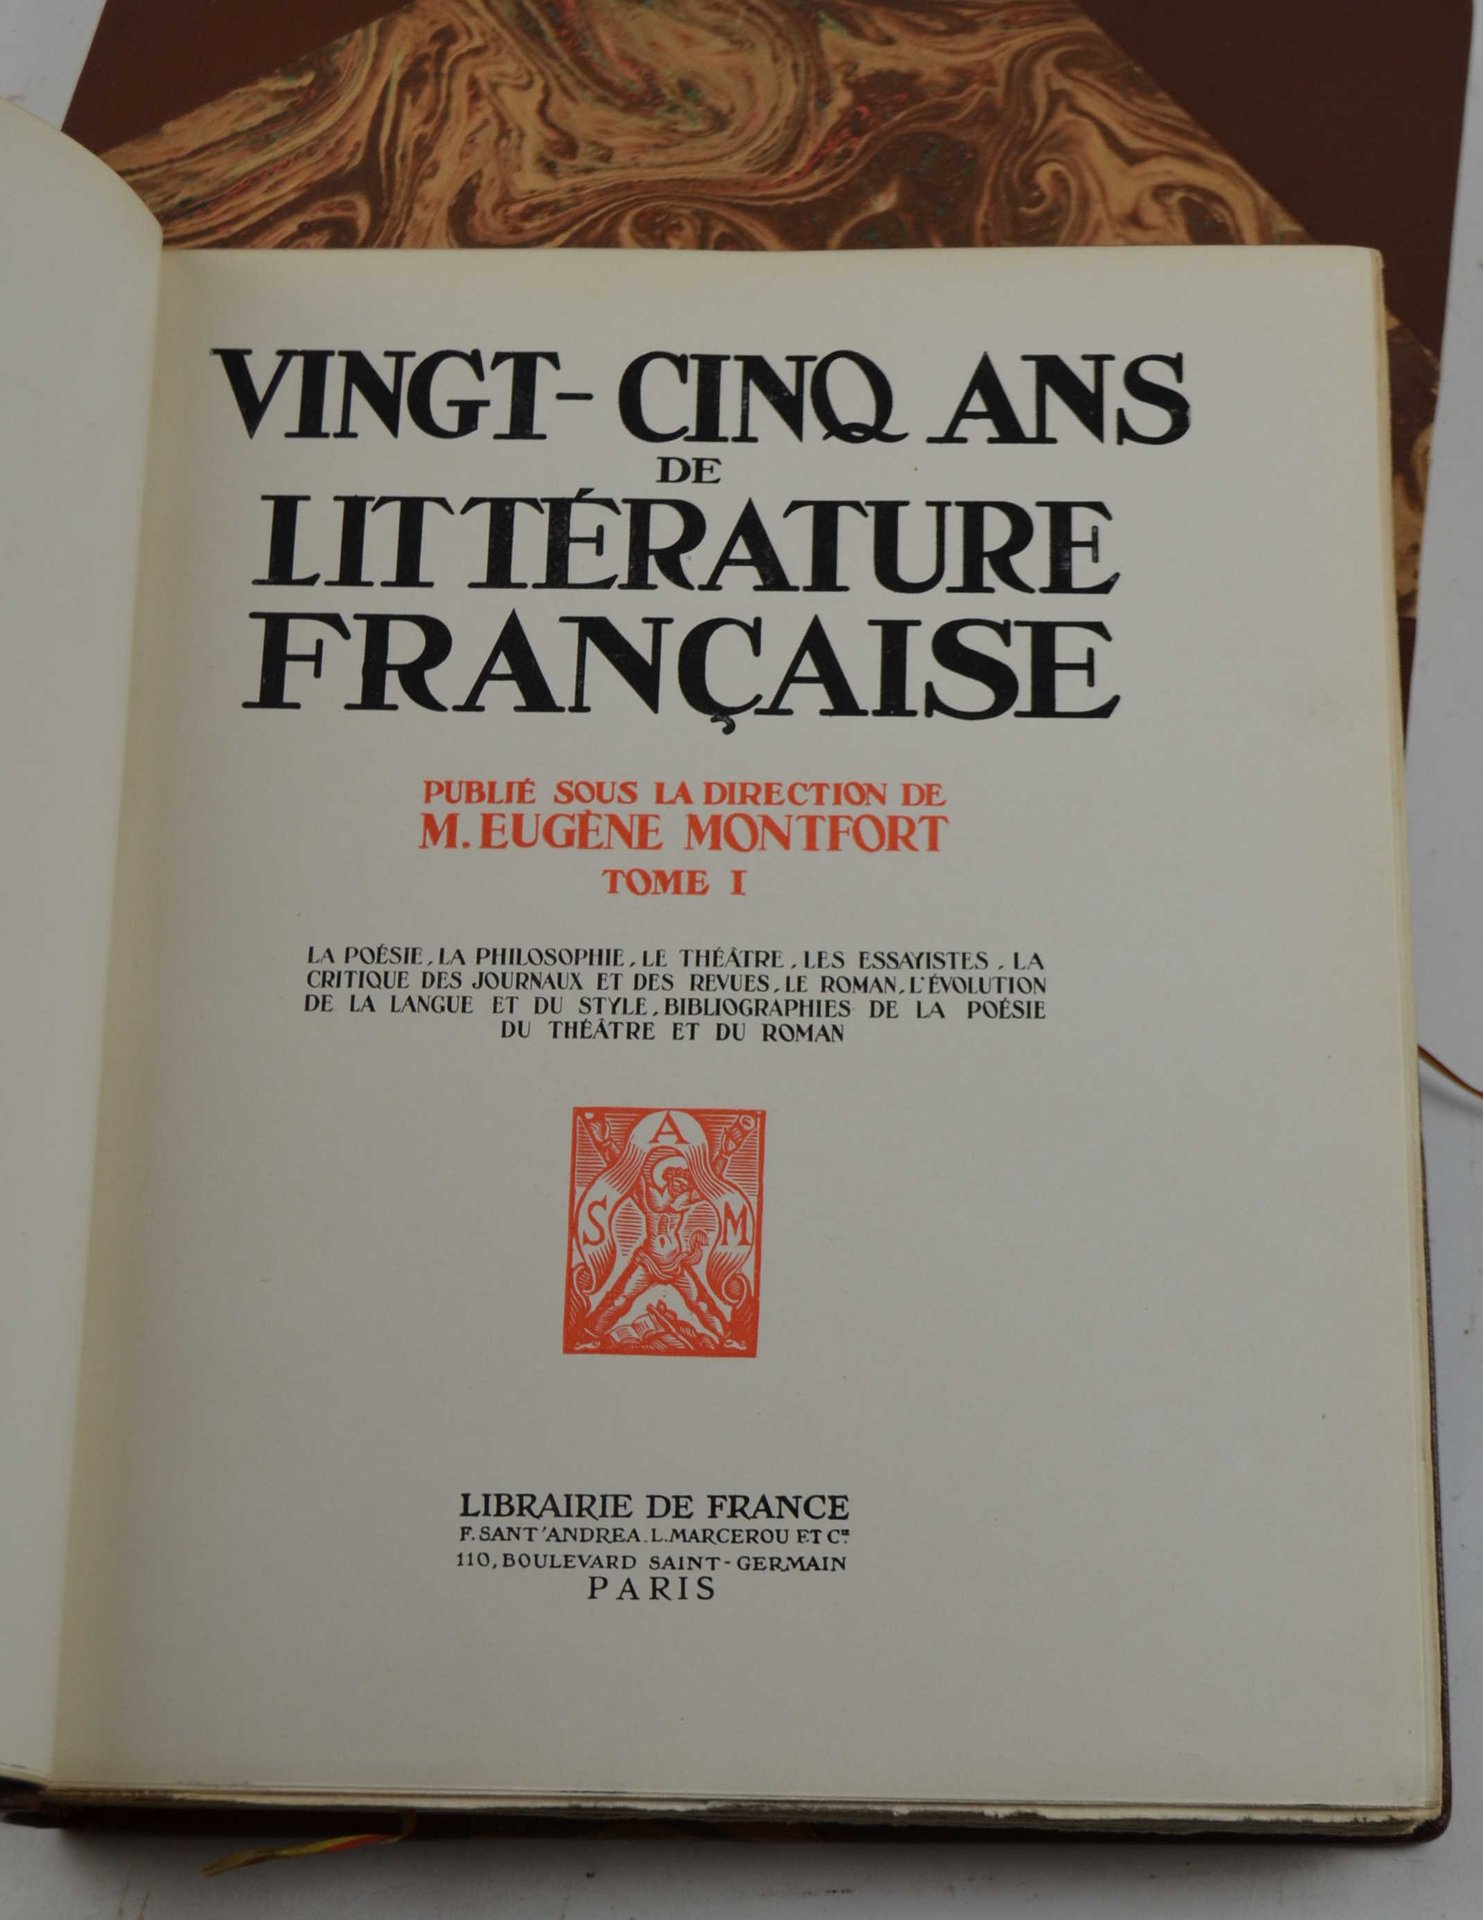 VINGT-CINQ ANS
DE
LITTÉRATURE
FRANÇAISE
PUBLIÉ SOUS LA DIRECTION DE
M. EUGÈNE MONTFORT
TOME I
LA POÉSIE. LA PHILOSOPHIE. LE THÉÂTRE. LES ESSAYISTES. LA
CRITIQUE DES JOURNAUX ET DES REVUES. LE ROMAN. L'ÉVOLUTION
DE LA LANGUE ET DU STYLE. BIBLIOGRAPHIES DE LA POÉSIE
DU THÉÂTRE ET DU ROMAN
A
S M
LIBRAIRIE DE FRANCE
F. SANT'ANDREA. L. MARCEROU ET Cie
110, BOULEVARD SAINT-GERMAIN
PARIS